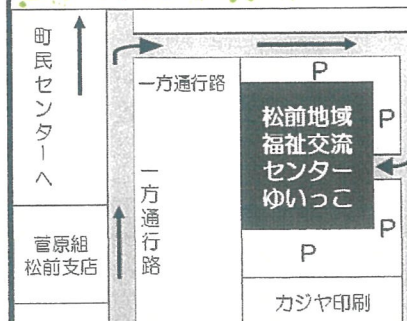 町民センターへ
一方通行路
P
松前地域
福祉交流
センター
ゆいっこ
P
P
P
一方通行路
菅原組
松前支店
カジヤ印刷